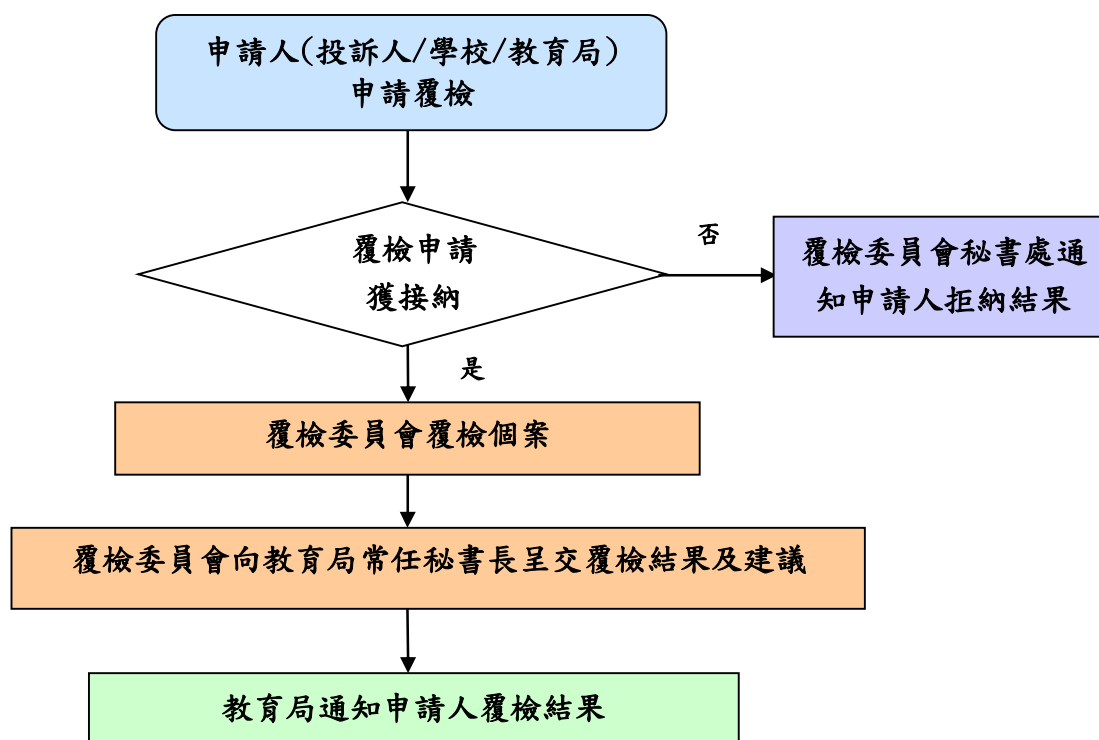 申請人(投訴人/學校/教育局)
申請覆檢
覆檢申請
獲接納
否
覆檢委員會秘書處通
知申請人拒納結果
是
覆檢委員會覆檢個案
覆檢委員會向教育局常任秘書長呈交覆檢結果及建議
教育局通知申請人覆檢結果